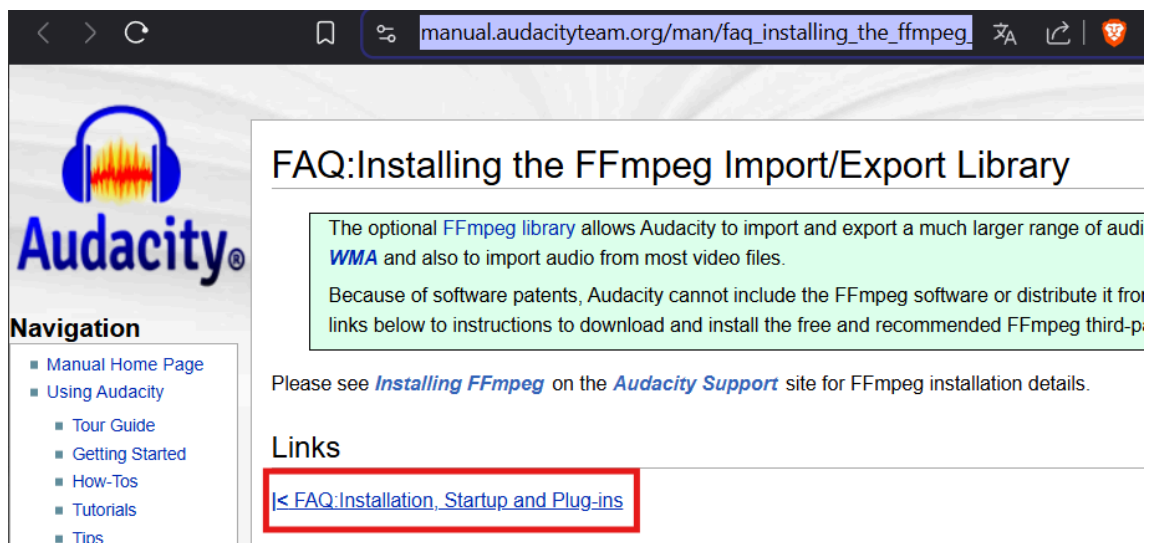 manual.audacityteam.org/man/faq_installing_the_ffmpeg_
Audacity®
Navigation
Manual Home Page
Using Audacity
Tour Guide
Getting Started
How-Tos
Tutorials
Tips
FAQ:Installing the FFmpeg Import/Export Library
The optional FFmpeg library allows Audacity to import and export a much larger range of audi
WMA and also to import audio from most video files.
Because of software patents, Audacity cannot include the FFmpeg software or distribute it fro
links below to instructions to download and install the free and recommended FFmpeg third-pa
Please see Installing FFmpeg on the Audacity Support site for FFmpeg installation details.
Links
|< FAQ:Installation, Startup and Plug-ins